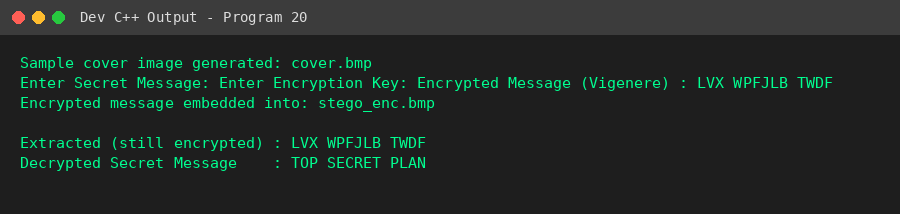 Dev C++ Output - Program 20
Sample cover image generated: cover.bmp
Enter Secret Message: Enter Encryption Key: Encrypted Message (Vigenere) : LVX WPFJLB TWDF
Encrypted message embedded into: stego_enc.bmp
Extracted (still encrypted) : LVX WPFJLB TWDF
Decrypted Secret Message    : TOP SECRET PLAN